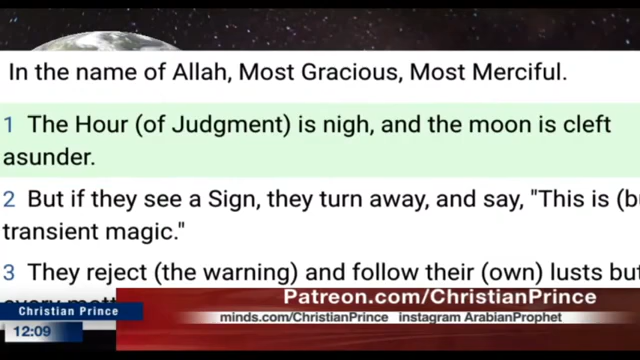 In the name of Allah, Most Gracious, Most Merciful.
1 The Hour (of Judgment) is nigh, and the moon is cleft
asunder.
2 But if they see a Sign, they turn away, and say, "This is (bu
transient magic."
3 They reject (the warning) and follow their (own) lusts but
every matt
Patreon.com/ChristianPrince
Christian Prince
minds.com/ChristianPrince instagram ArabianProphet
12:09